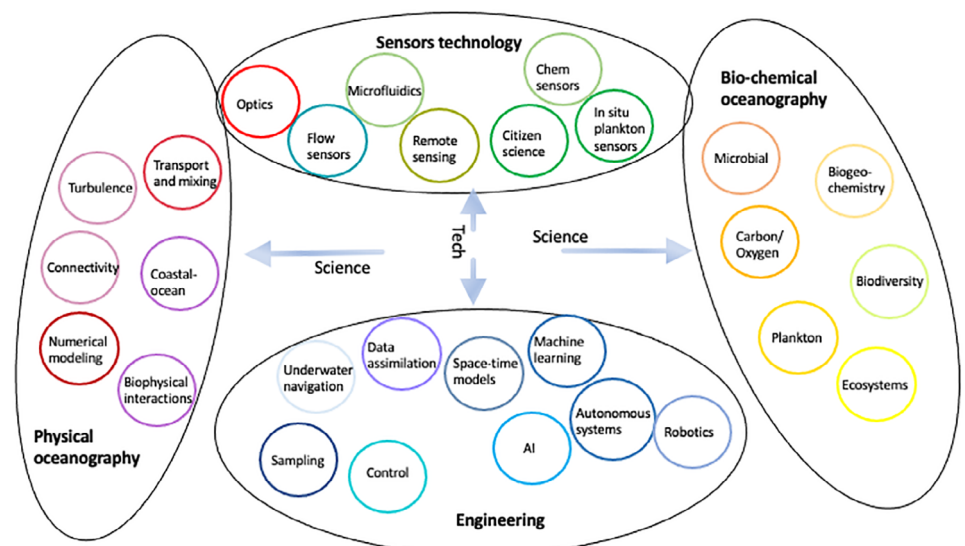 Sensors technology
Optics
Microfluidics
Flow
sensors
Remote
sensing
Chem
sensors
Citizen
science
In situ
plankton
sensors
Bio-chemical
oceanography
Microbial
Biogeo-
chemistry
Carbon/
Oxygen
Biodiversity
Plankton
Ecosystems
Turbulence
Transport
and mixing
Connectivity
Coastal-
ocean
Numerical
modeling
Biophysical
interactions
Physical
oceanography
Science
Tech
Science
Underwater
navigation
Data
assimilation
Space-time
models
Machine
learning
Autonomous
systems
Robotics
AI
Sampling
Control
Engineering